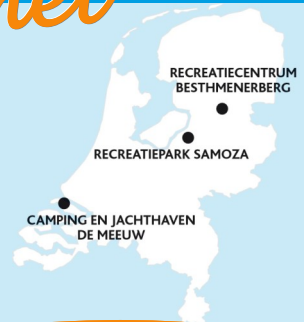 RECREATIECENTRUM
BESTHMENERBERG
RECREATIEPARK SAMOZA
CAMPING EN JACHTHAVEN
DE MEEUW